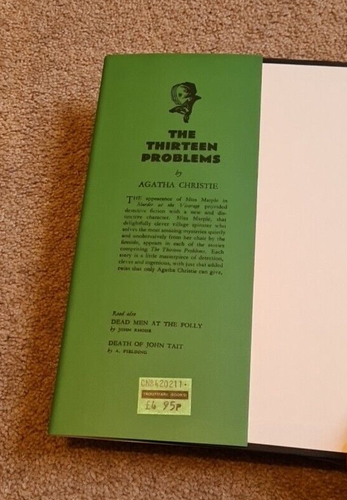 THE
THIRTEEN
PROBLEMS
by
AGATHA CHRISTIE
THE appearance of Miss Marple in
Murder at the Vicarage provided
detective fiction with a new and dis-
tinctive character. Miss Marple, that
delightfully clever village spinster who
solves the most amazing mysteries quietly
and unobtrusively from her chair by the
fireside, appears in each of the stories
comprising The Thirteen Problems. Each
story is a little masterpiece of detection,
clever and ingenious, with just that added
twist that only Agatha Christie can give.
Read also
DEAD MEN AT THE FOLLY
by JOHN RHODE
DEATH OF JOHN TAIT
by A. FIELDING
BOOKS
£6 95P